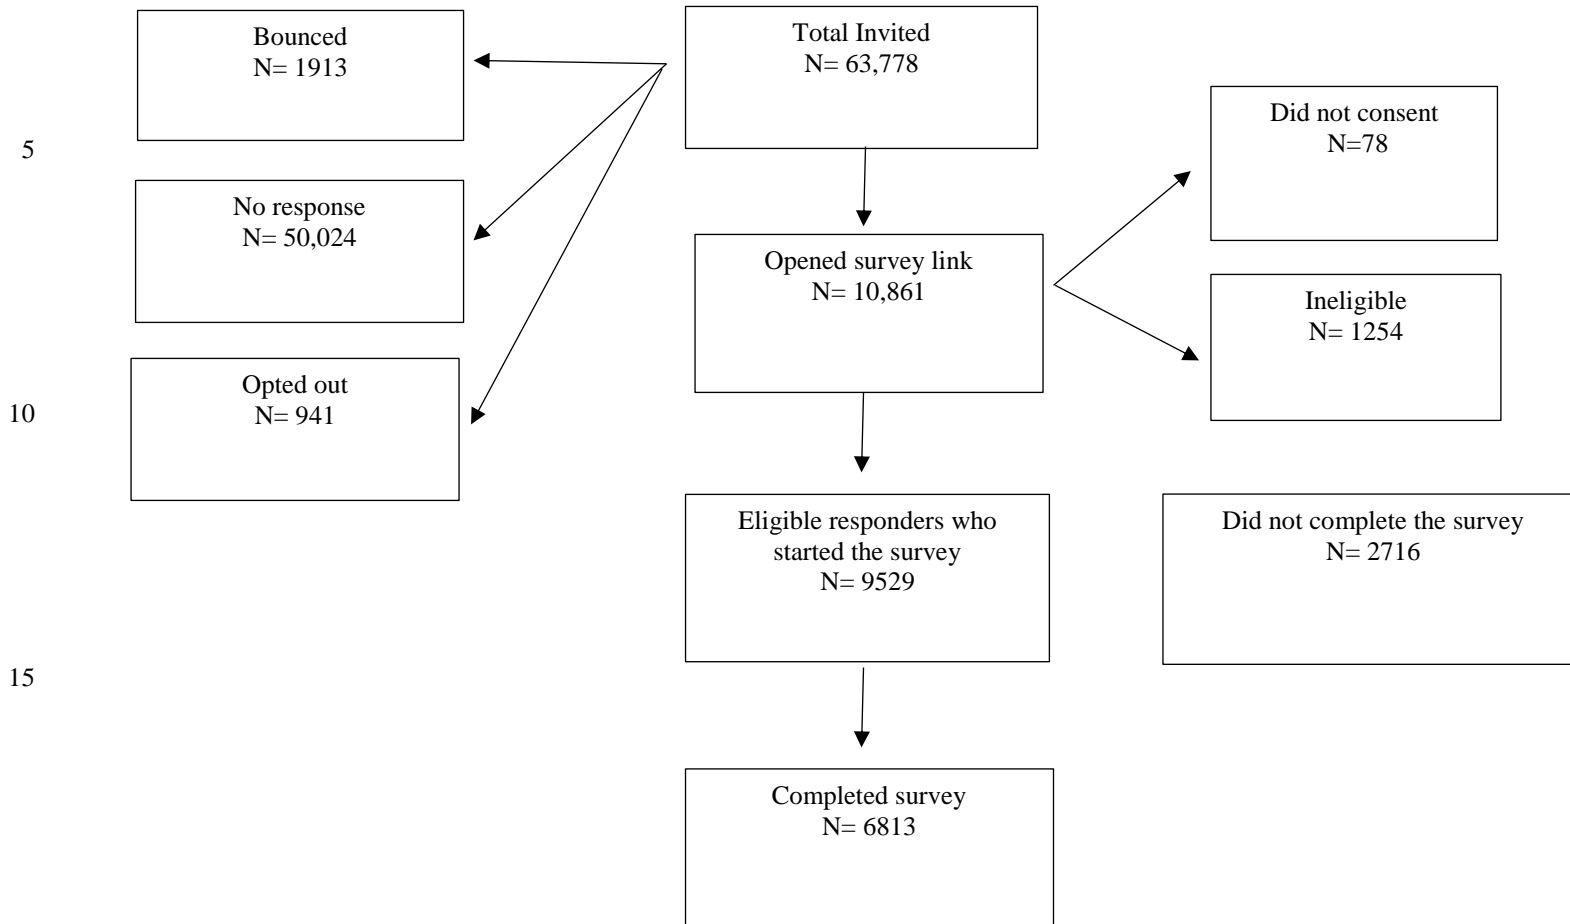 Bounced
N= 1913
Total Invited
N= 63,778
Did not consent
N=78
5
No response
N= 50,024
Opened survey link
N= 10,861
Ineligible
N= 1254
Opted out
N= 941
10
Eligible responders who
started the survey
N= 9529
Did not complete the survey
N= 2716
15
Completed survey
N= 6813